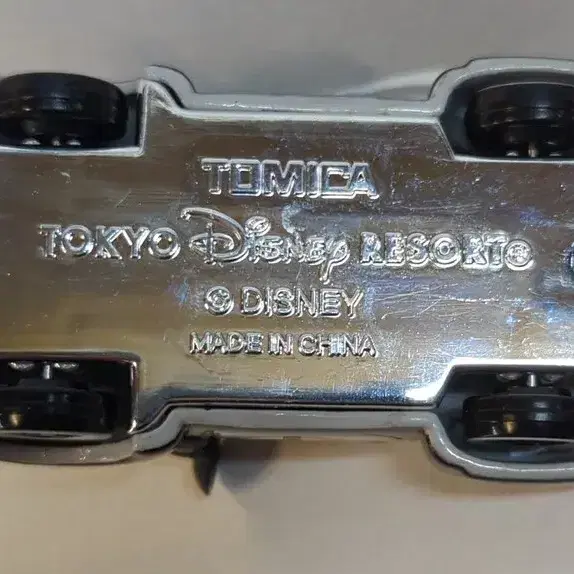 TOMICA
TOKYO Disney RESORT®
© DISNEY
MADE IN CHINA